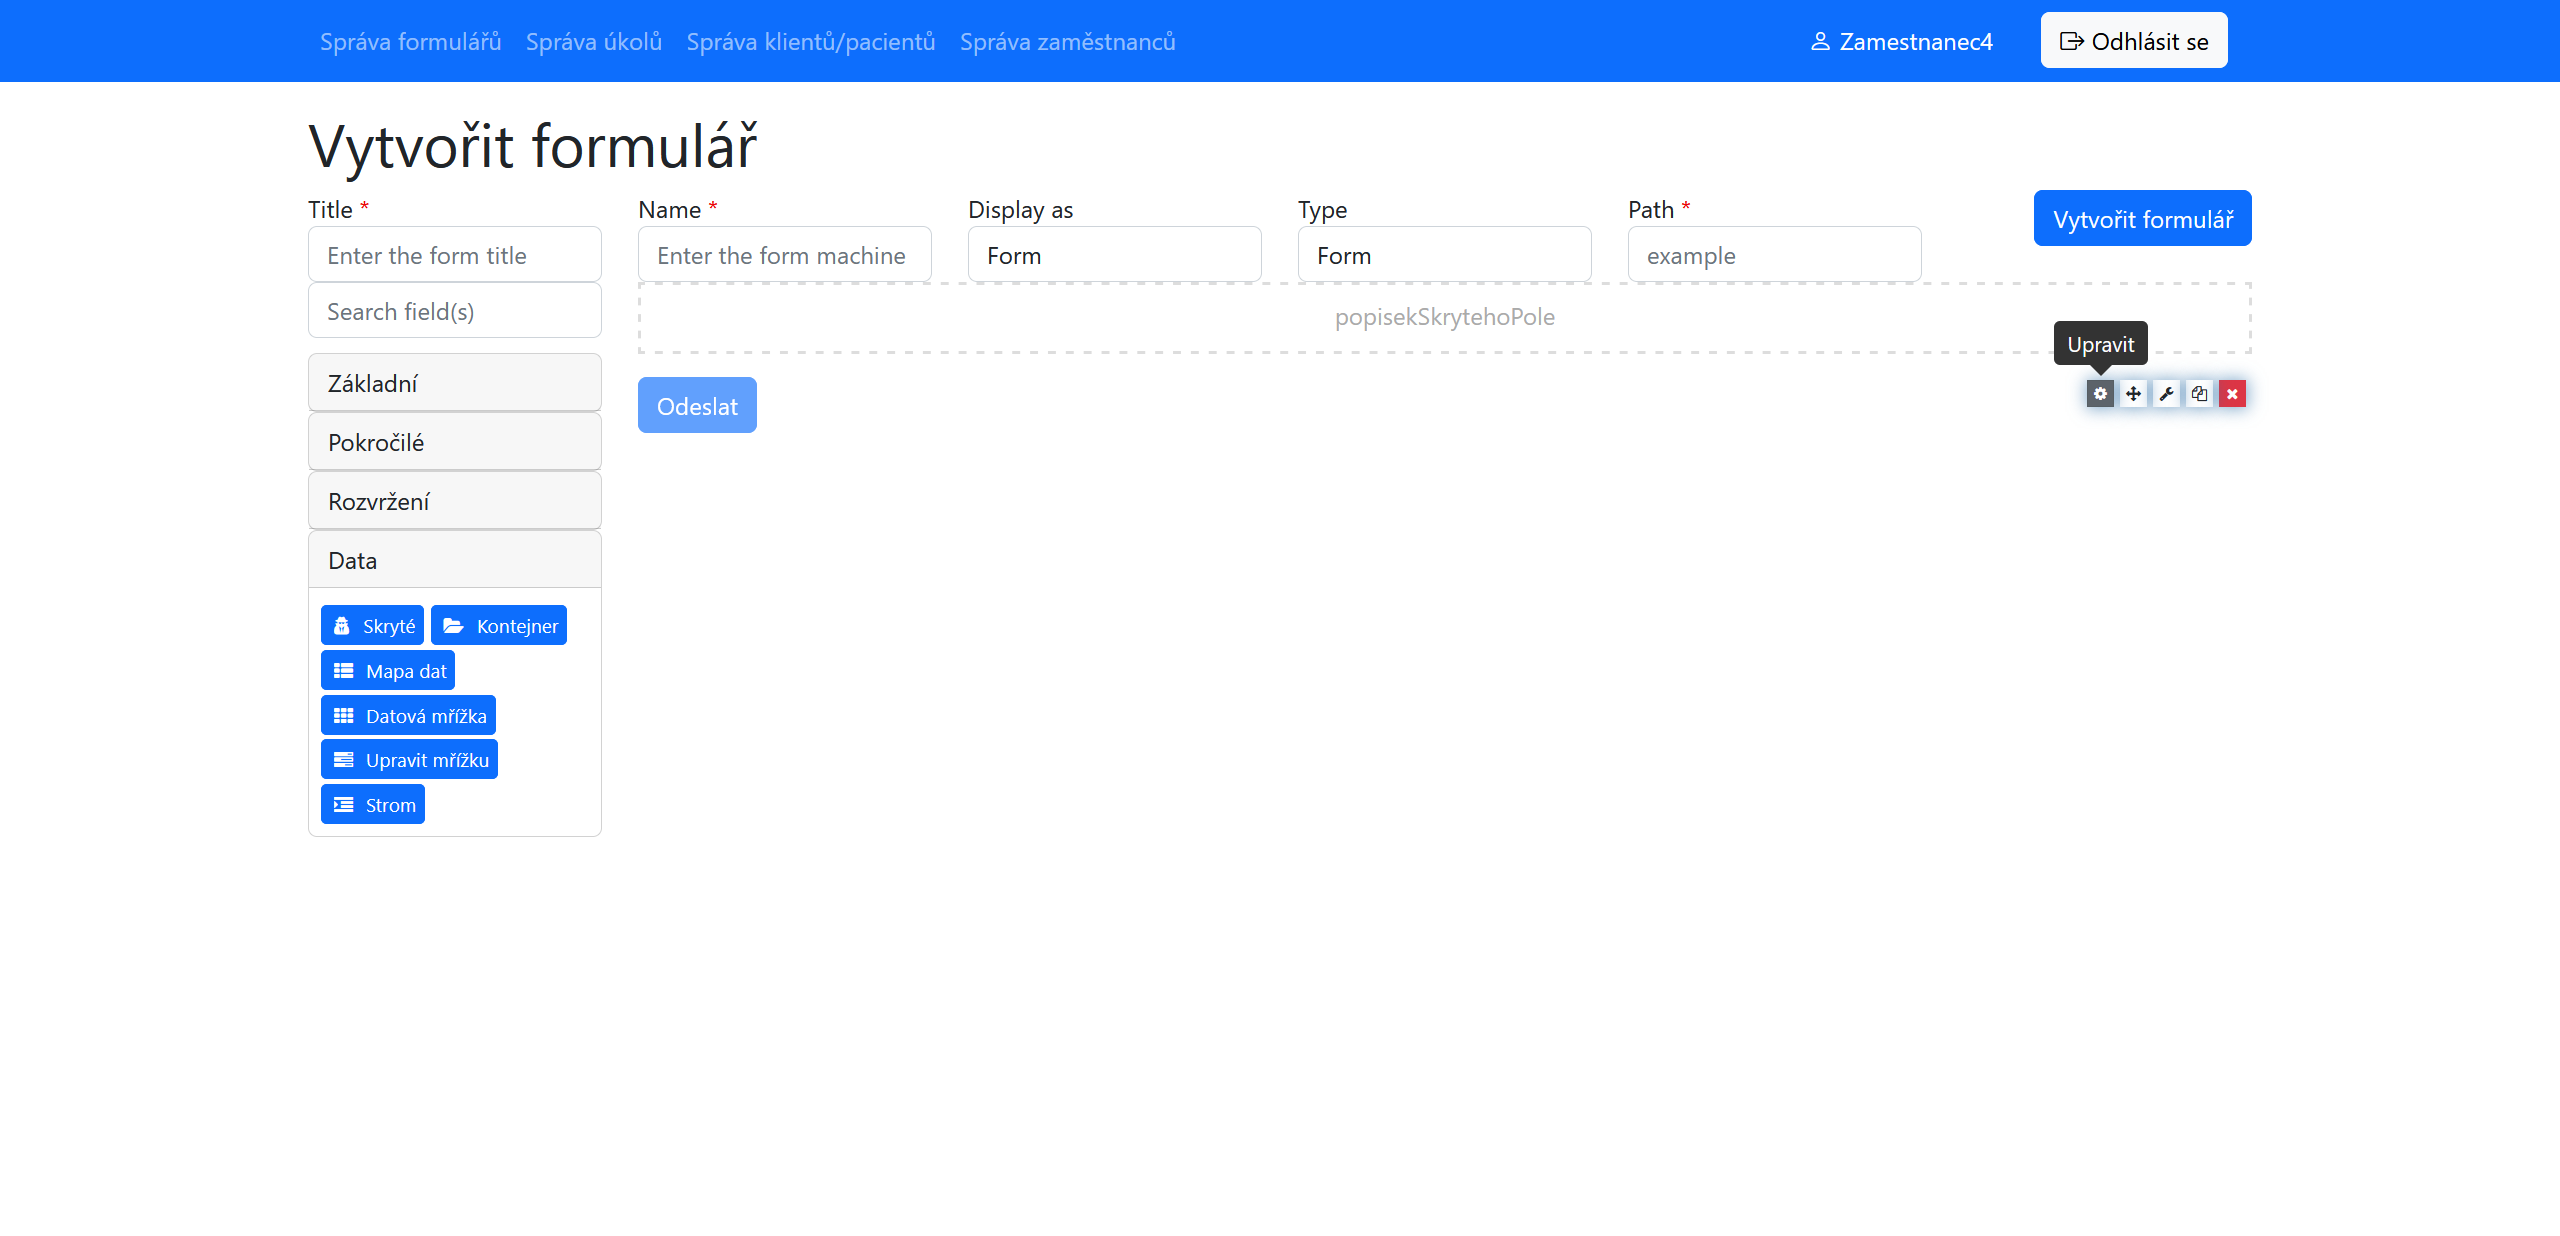 Správa formulářů Správa úkolů Správa klientů/pacientů Správa zaměstnanců Zamestnanec4 Odhlásit se
Vytvořit formulář
Title * Name * Display as Type Path * Vytvořit formulář
Enter the form title Enter the form machine Form Form example
Search field(s) popisekSkrytehoPole
Upravit
Základní Odeslat
Pokročilé
Rozvržení
Data
Skryté Kontejner
Mapa dat
Datová mřížka
Upravit mřížku
Strom